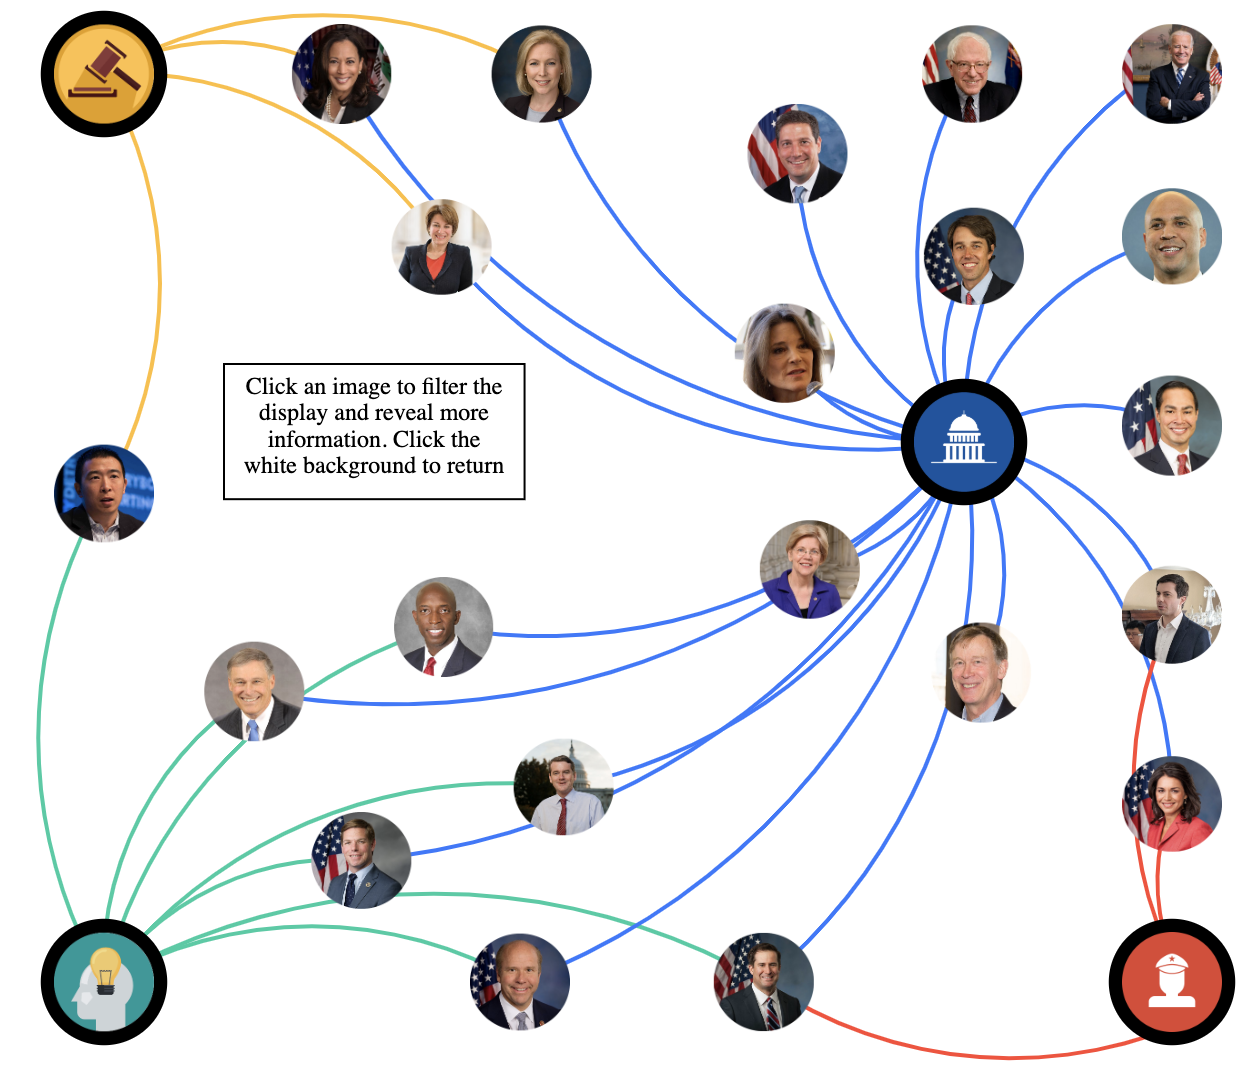 Click an image to filter the
display and reveal more
information. Click the
white background to return